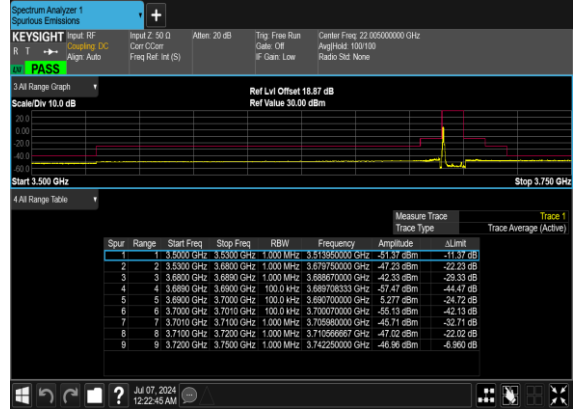 Spectrum Analyzer 1
Spurious Emissions
+
KEYSIGHT Input: RF Input Z: 50 Ω Atten: 20 dB Trig: Free Run Center Freq: 22.005000000 GHz
R T Coupling: DC Corr CCorr Gate: Off Avg|Hold: 100/100
Align: Auto Freq Ref: Int (S) IF Gain: Low Radio Std: None
PASS
3 All Range Graph
Ref Lvl Offset 18.87 dB
Scale/Div 10.0 dB Ref Value 30.00 dBm
20.0
0.00
-20.0
-40.0
-60.0
Start 3.500 GHz Stop 3.750 GHz
4 All Range Table
Measure Trace Trace 1
Trace Type Trace Average (Active)
Spur Range Start Freq Stop Freq RBW Frequency Amplitude ΔLimit
1 1 3.5000 GHz 3.5300 GHz 1.000 MHz 3.513950000 GHz -51.37 dBm -11.37 dB
2 2 3.5300 GHz 3.6800 GHz 1.000 MHz 3.679750000 GHz -47.23 dBm -22.23 dB
3 3 3.6800 GHz 3.6890 GHz 1.000 MHz 3.688670000 GHz -42.33 dBm -29.33 dB
4 4 3.6890 GHz 3.6900 GHz 100.0 kHz 3.689708333 GHz -57.47 dBm -44.47 dB
5 5 3.6900 GHz 3.7000 GHz 100.0 kHz 3.690700000 GHz 5.277 dBm -24.72 dB
6 6 3.7000 GHz 3.7010 GHz 100.0 kHz 3.700070000 GHz -55.13 dBm -42.13 dB
7 7 3.7010 GHz 3.7100 GHz 1.000 MHz 3.705980000 GHz -45.71 dBm -32.71 dB
8 8 3.7100 GHz 3.7200 GHz 1.000 MHz 3.710566667 GHz -47.02 dBm -22.02 dB
9 9 3.7200 GHz 3.7500 GHz 1.000 MHz 3.742250000 GHz -46.96 dBm -6.960 dB
? Jul 07, 2024
12:22:45 AM